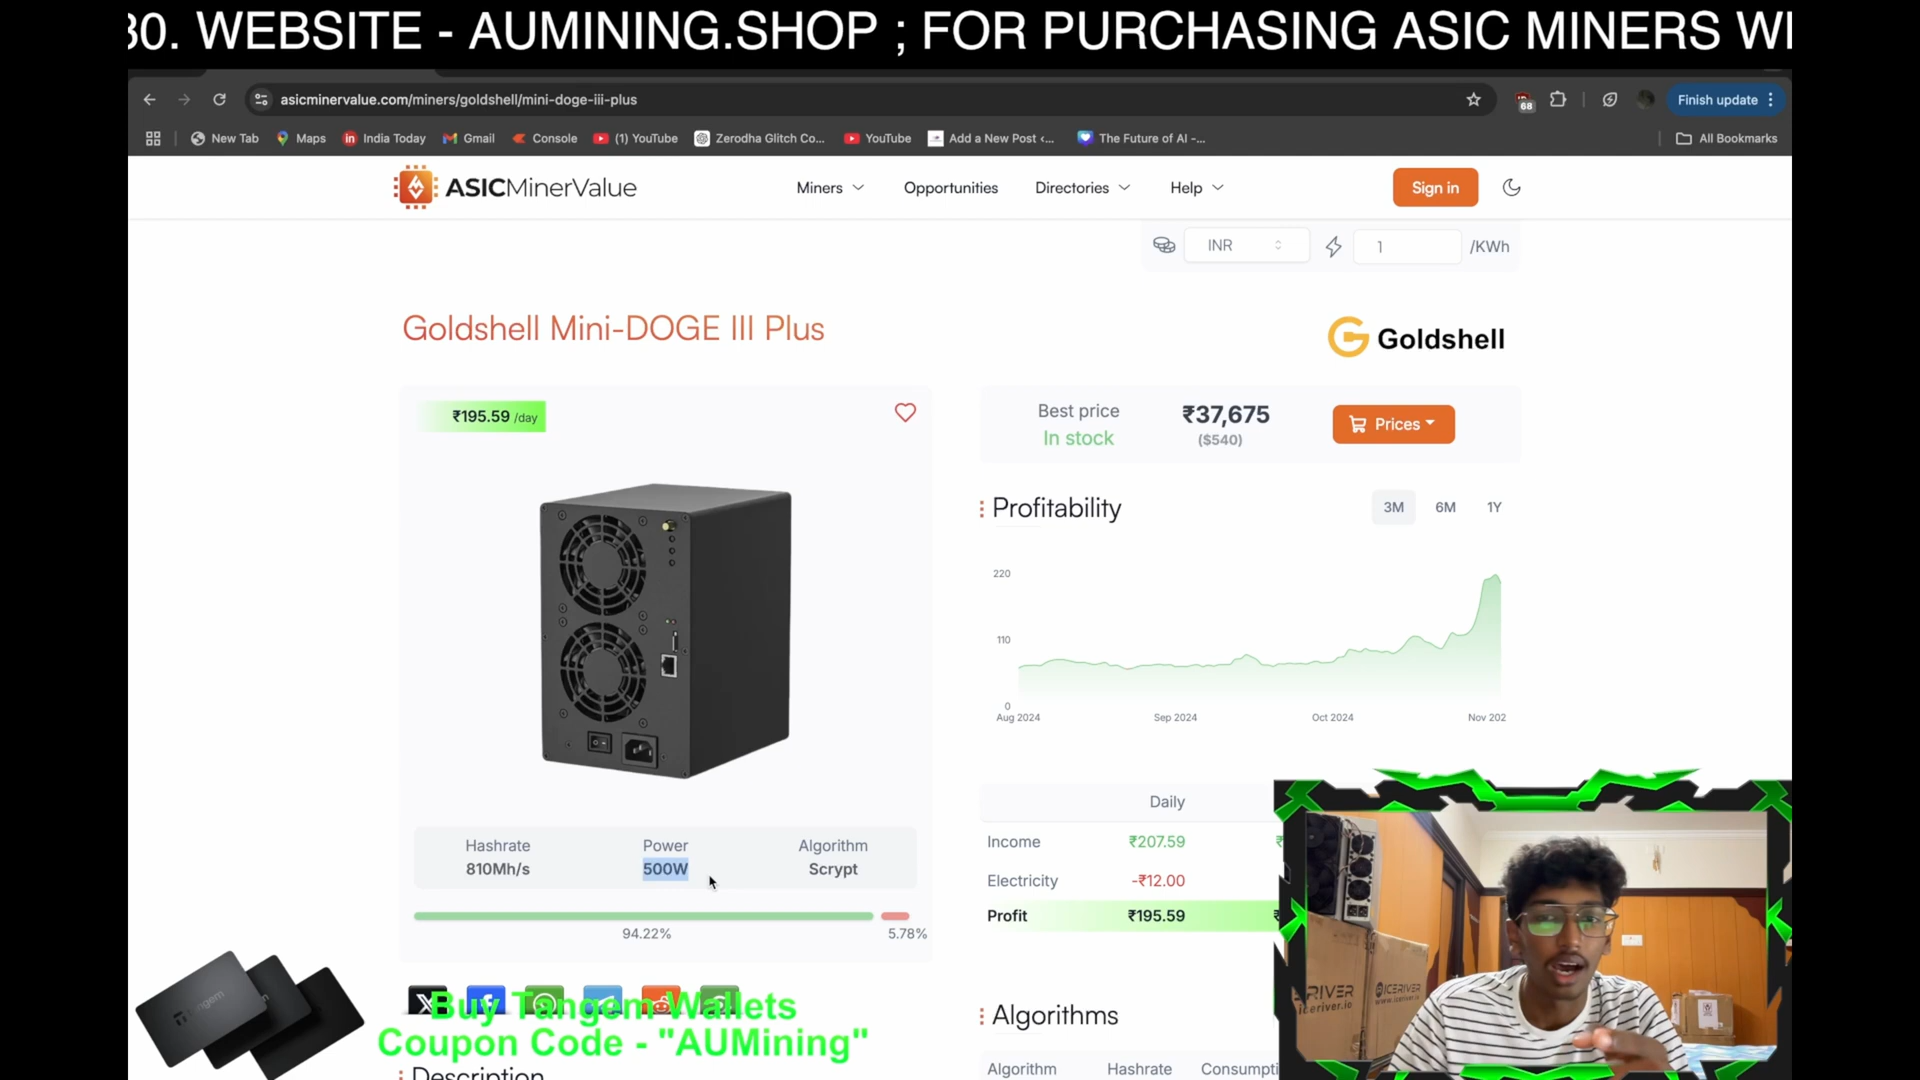 30. WEBSITE - AUMINING.SHOP ; FOR PURCHASING ASIC MINERS WI
asicminervalue.com/miners/goldshell/mini-doge-iii-plus
68
Finish update
New Tab
Maps
India Today
Gmail
Console
(1) YouTube
Zerodha Glitch Co...
YouTube
Add a New Post ‹...
The Future of AI -...
All Bookmarks
ASICMinerValue
Miners
Opportunities
Directories
Help
Sign in
INR
1
/KWh
Goldshell Mini-DOGE III Plus
Goldshell
₹195.59 /day
Best price
In stock
₹37,675
($540)
Prices
Profitability
3M
6M
1Y
220
110
0
Aug 2024
Sep 2024
Oct 2024
Nov 202
Hashrate
810Mh/s
Power
500W
Algorithm
Scrypt
94.22%
5.78%
Daily
Income ₹207.59
Electricity -₹12.00
Profit ₹195.59
Algorithms
Algorithm
Hashrate
Consumpti
Buy Tangem Wallets
Coupon Code - "AUMining"
Description
Tangem
ICERIVER
www.iceriver.io
iceriver.io